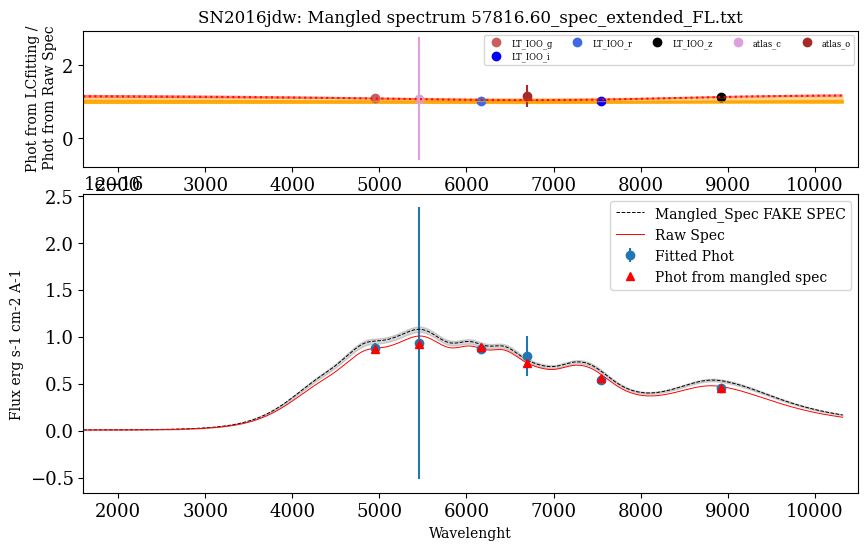 SN2016jdw: Mangled spectrum 57816.60_spec_extended_FL.txt
Phot from LCfitting /
Phot from Raw Spec
2
0
LT_IOO_g
LT_IOO_r
LT_IOO_z
atlas_c
atlas_o
LT_IOO_i
2000 3000 4000 5000 6000 7000 8000 9000 10000
Flux erg s-1 cm-2 A-1
2.5
2.0
1.5
1.0
0.5
0.0
−0.5
Mangled_Spec FAKE SPEC
Raw Spec
Fitted Phot
Phot from mangled spec
2000 3000 4000 5000 6000 7000 8000 9000 10000
Wavelenght